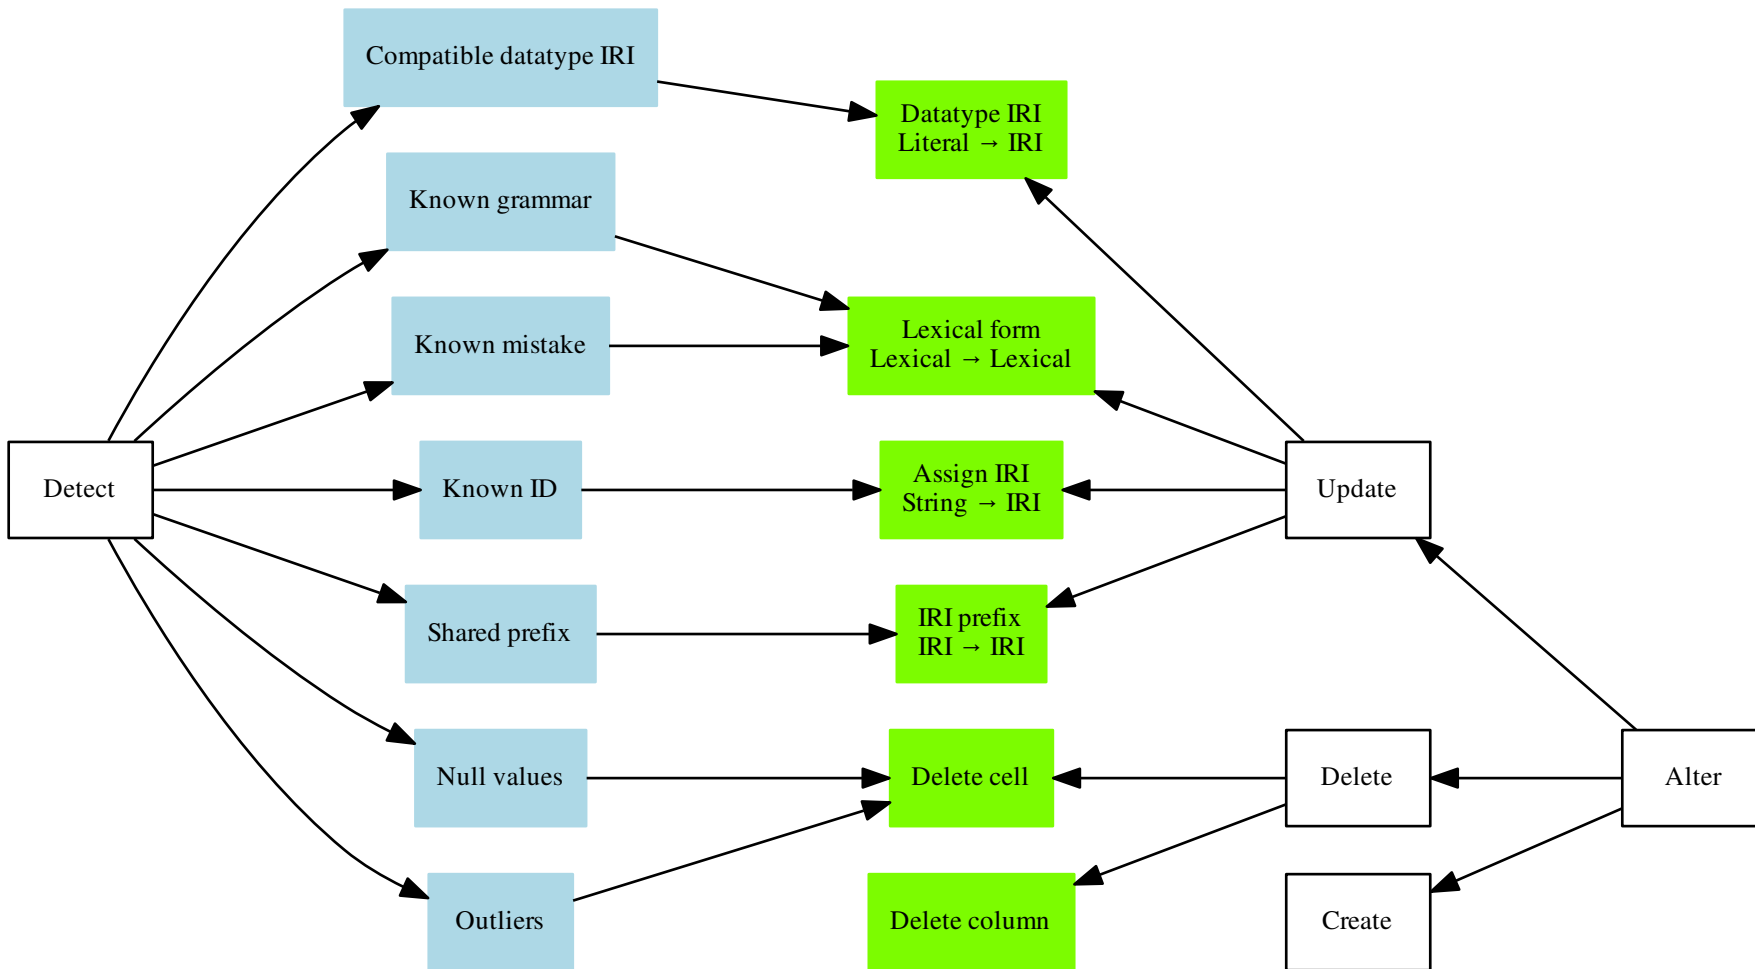 Compatible datatype IRI
Datatype IRI
Literal → IRI
Known grammar
Known mistake
Lexical form
Lexical → Lexical
Detect
Known ID
Assign IRI
String → IRI
Update
Shared prefix
IRI prefix
IRI → IRI
Null values
Delete cell
Delete
Alter
Outliers
Delete column
Create